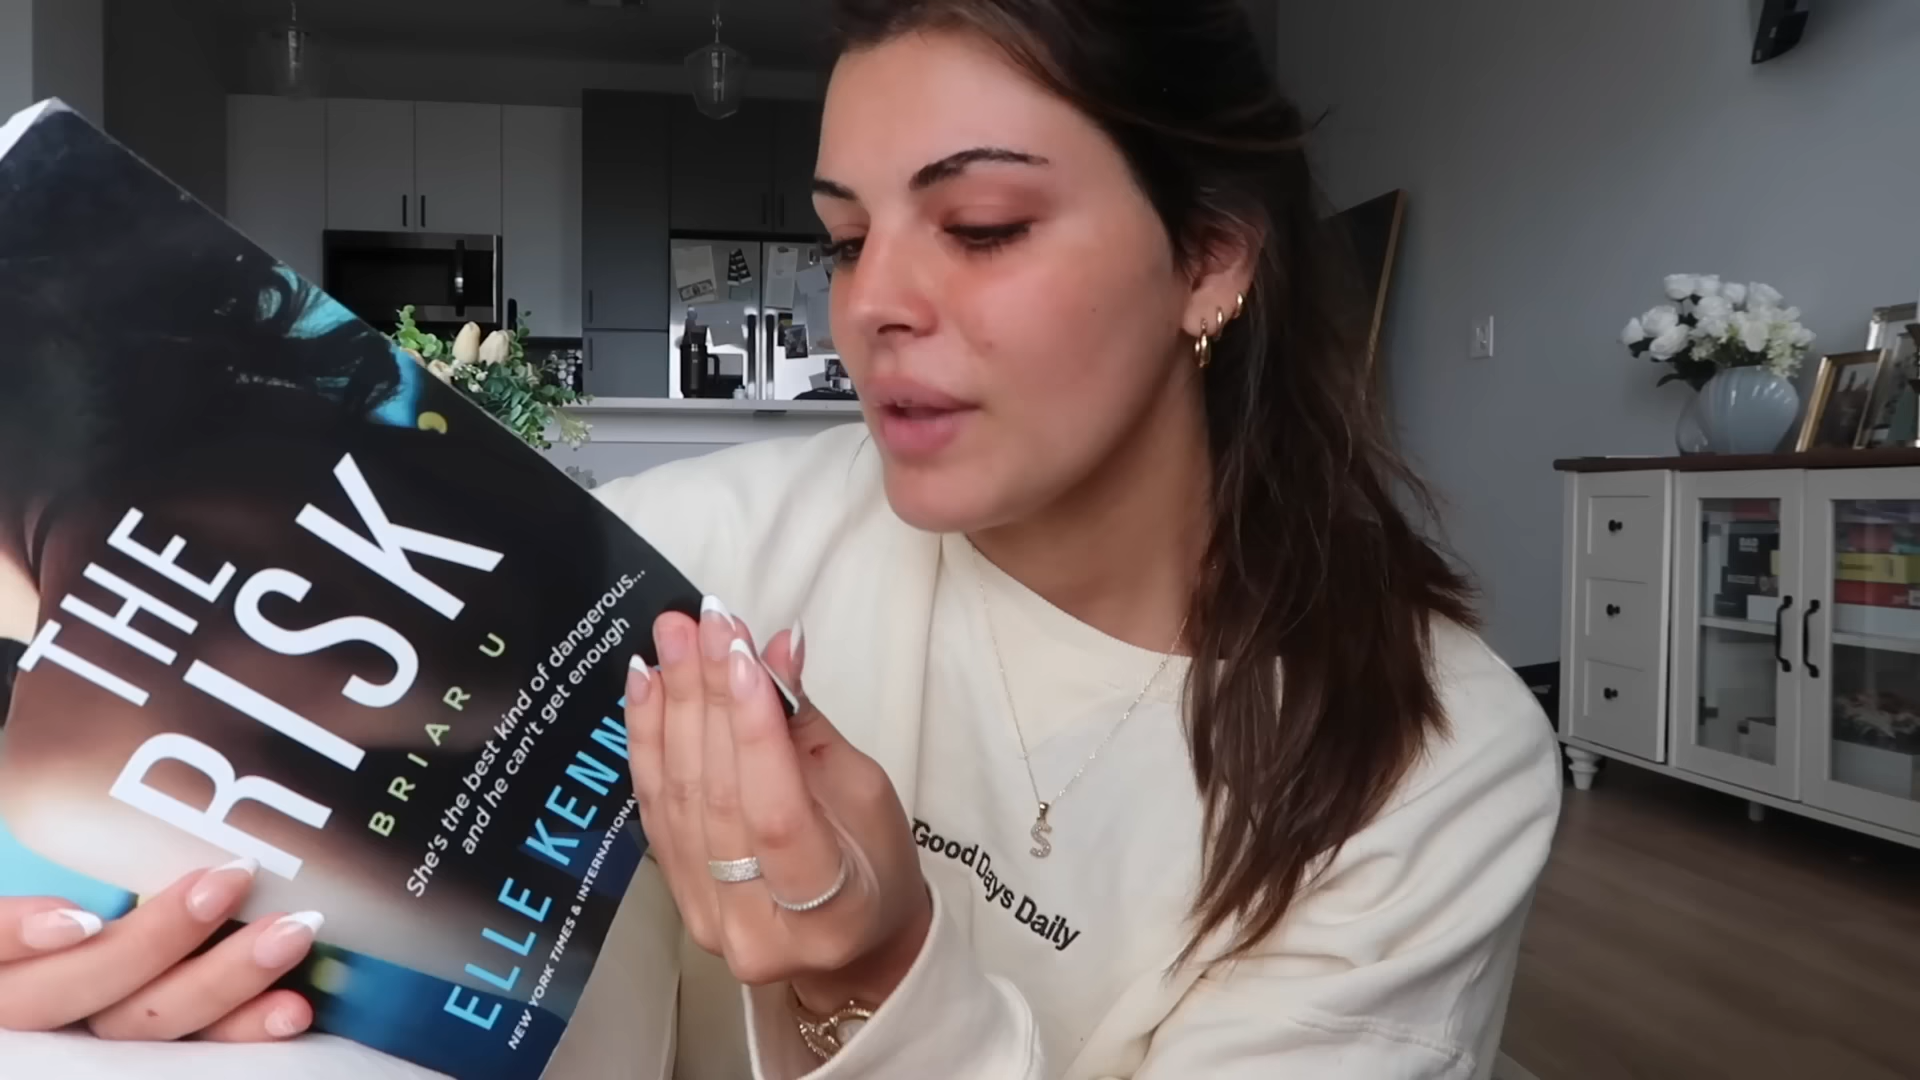 THE
RISK
BRIAR U
She's the best kind of dangerous...
and he can't get enough
ELLE
NEW YORK TIMES & INTERNATIONAL
Good Days Daily
S